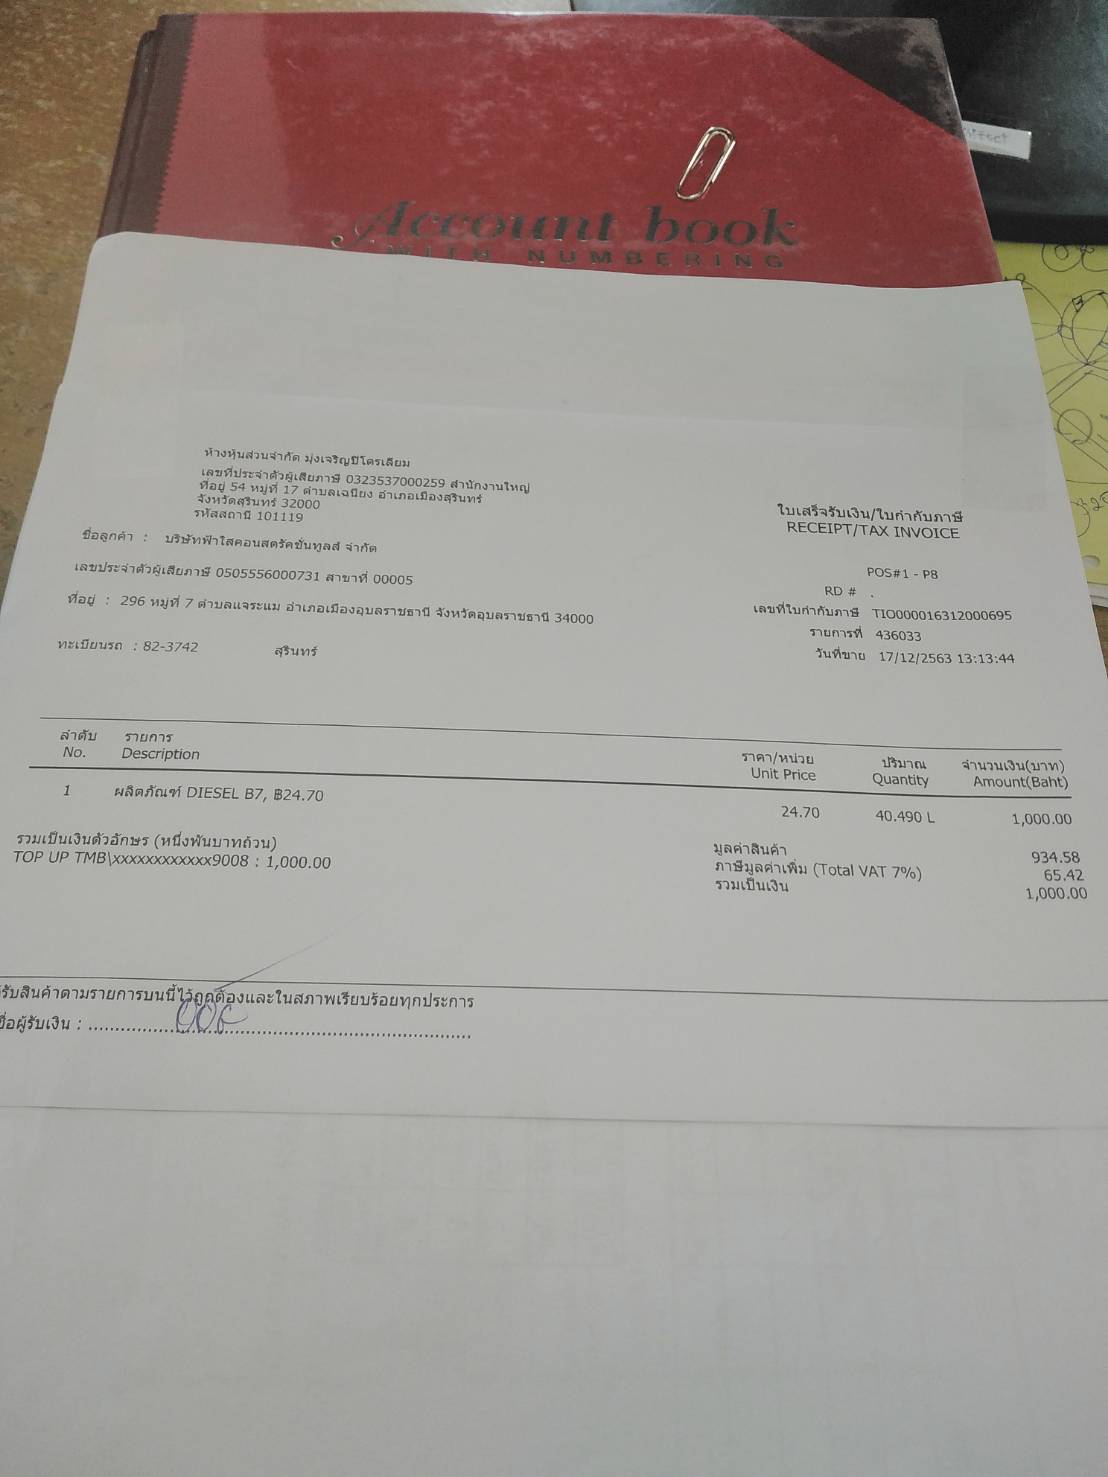 Account book
WITH NUMBERING
ห้างหุ้นส่วนจำกัด มุ่งเจริญปิโตรเลียม
เลขที่ประจำตัวผู้เสียภาษี 0323537000259 สำนักงานใหญ่
ที่อยู่ 54 หมู่ที่ 17 ตำบลเฉนียง อำเภอเมืองสุรินทร์
จังหวัดสุรินทร์ 32000
รหัสสถานี 101119
ใบเสร็จรับเงิน/ใบกำกับภาษี
RECEIPT/TAX INVOICE
ชื่อลูกค้า : บริษัทฟ้าใสคอนสตรัคชั่นทูลส์ จำกัด
เลขประจำตัวผู้เสียภาษี 0505556000731 สาขาที่ 00005
ที่อยู่ : 296 หมู่ที่ 7 ตำบลแจระแม อำเภอเมืองอุบลราชธานี จังหวัดอุบลราชธานี 34000
ทะเบียนรถ : 82-3742 สุรินทร์
POS#1 - P8
RD # .
เลขที่ใบกำกับภาษี TIO000016312000695
รายการที่ 436033
วันที่ขาย 17/12/2563 13:13:44
ลำดับ รายการ ราคา/หน่วย ปริมาณ จำนวนเงิน(บาท)
No. Description Unit Price Quantity Amount(Baht)
1 ผลิตภัณฑ์ DIESEL B7, ฿24.70 24.70 40.490 L 1,000.00
รวมเป็นเงินตัวอักษร (หนึ่งพันบาทถ้วน)
TOP UP TMB\xxxxxxxxxxxx9008 : 1,000.00
มูลค่าสินค้า 934.58
ภาษีมูลค่าเพิ่ม (Total VAT 7%) 65.42
รวมเป็นเงิน 1,000.00
รับสินค้าตามรายการบนนี้ไว้ถูกต้องและในสภาพเรียบร้อยทุกประการ
ชื่อผู้รับเงิน :